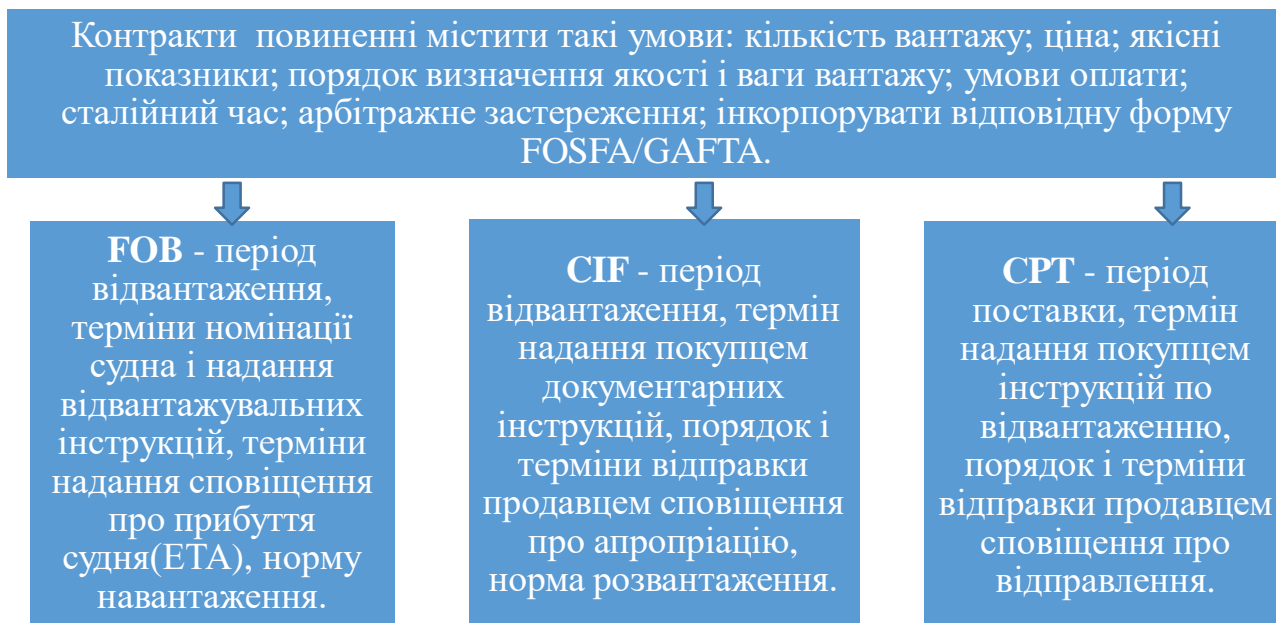 Контракти повиненні містити такі умови: кількість вантажу; ціна; якісні
показники; порядок визначення якості і ваги вантажу; умови оплати;
сталійний час; арбітражне застереження; інкорпорувати відповідну форму
FOSFA/GAFTA.
FOB - період
відвантаження,
терміни номінації
судна і надання
відвантажувальних
інструкцій, терміни
надання сповіщення
про прибуття
судня(ETA), норму
навантаження.
CIF - період
відвантаження, термін
надання покупцем
документарних
інструкцій, порядок і
терміни відправки
продавцем сповіщення
про апропріацію,
норма розвантаження.
CPT - період
поставки, термін
надання покупцем
інструкцій по
відвантаженню,
порядок і терміни
відправки продавцем
сповіщення про
відправлення.